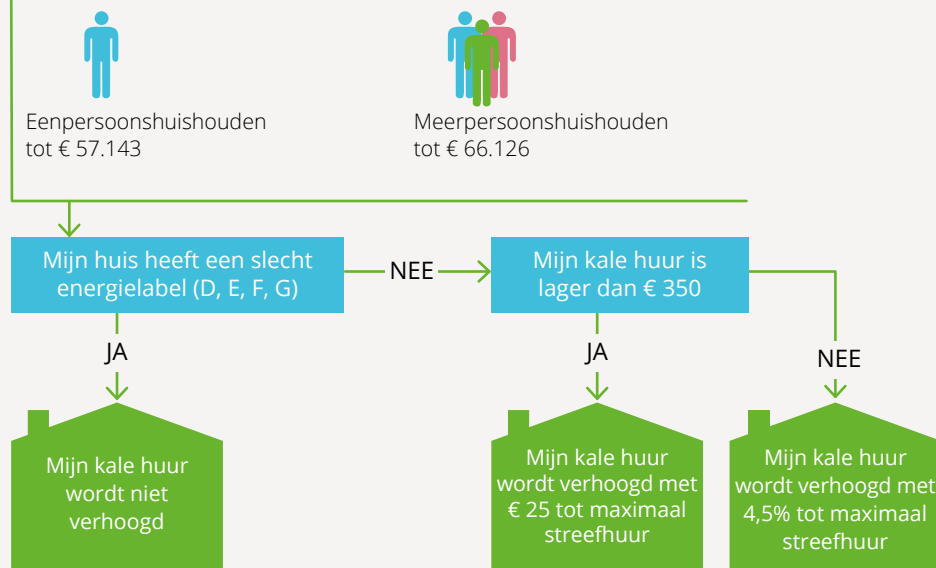 Eenpersoonshuishouden
tot € 57.143
Meerpersoonshuishouden
tot € 66.126
Mijn huis heeft een slecht
energielabel (D, E, F, G)
NEE
Mijn kale huur is
lager dan € 350
JA
JA
NEE
Mijn kale huur
wordt niet
verhoogd
Mijn kale huur
wordt verhoogd met
€ 25 tot maximaal
streefhuur
Mijn kale huur
wordt verhoogd met
4,5% tot maximaal
streefhuur